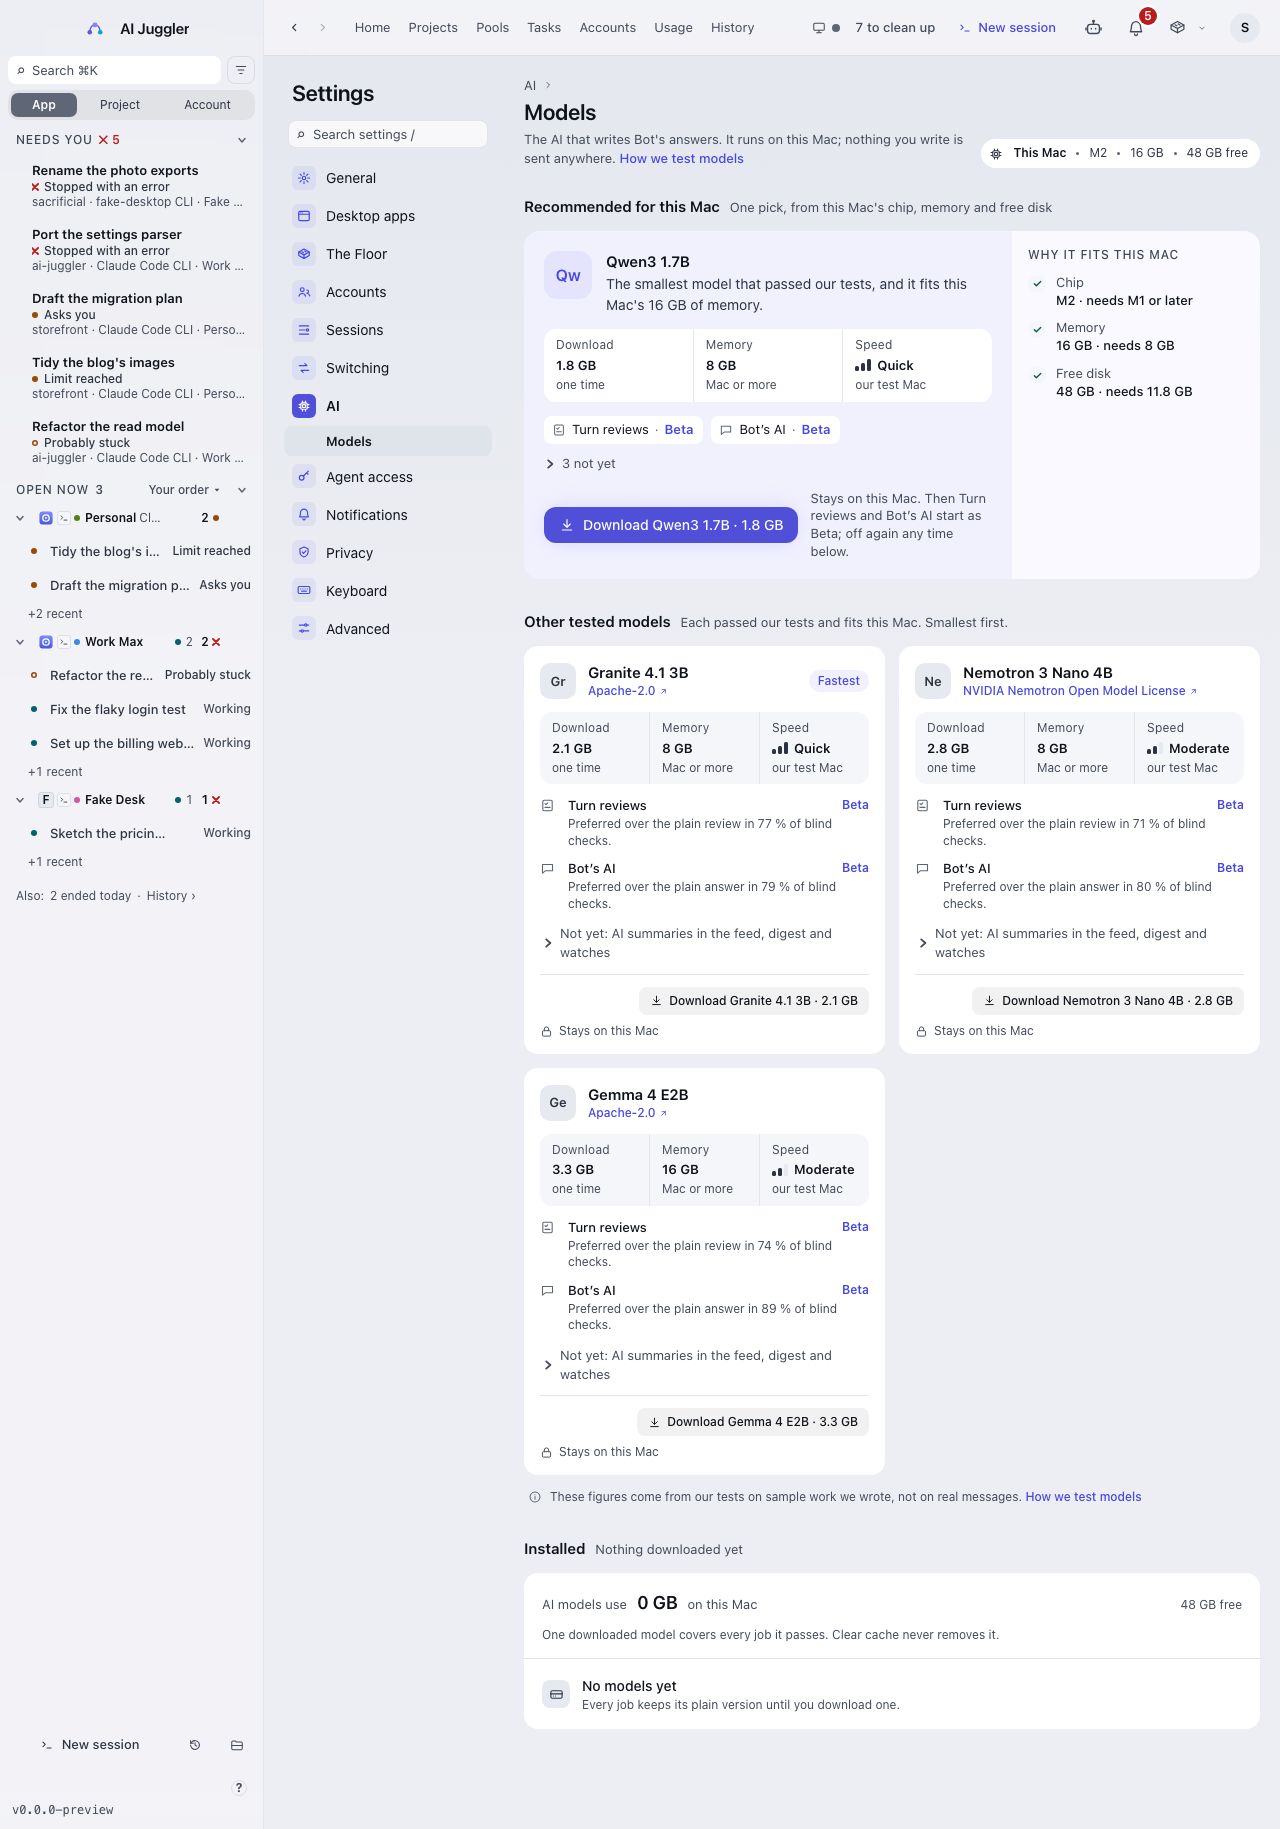 AI Juggler
Search ⌘K
App Project Account
NEEDS YOU 5
Rename the photo exports
Stopped with an error
sacrificial · fake-desktop CLI · Fake ...
Port the settings parser
Stopped with an error
ai-juggler · Claude Code CLI · Work ...
Draft the migration plan
Asks you
storefront · Claude Code CLI · Perso...
Tidy the blog's images
Limit reached
storefront · Claude Code CLI · Perso...
Refactor the read model
Probably stuck
ai-juggler · Claude Code CLI · Work ...
OPEN NOW 3 Your order
Personal Cl... 2
Tidy the blog's i... Limit reached
Draft the migration p... Asks you
+2 recent
Work Max 2 2
Refactor the re... Probably stuck
Fix the flaky login test Working
Set up the billing web... Working
+1 recent
F Fake Desk 1 1
Sketch the pricin... Working
+1 recent
Also: 2 ended today · History ›
New session
?
v0.0.0-preview
Home Projects Pools Tasks Accounts Usage History
7 to clean up
New session
5
S
Settings
Search settings /
General
Desktop apps
The Floor
Accounts
Sessions
Switching
AI
Models
Agent access
Notifications
Privacy
Keyboard
Advanced
AI ›
Models
The AI that writes Bot's answers. It runs on this Mac; nothing you write is
sent anywhere. How we test models
This Mac • M2 • 16 GB • 48 GB free
Recommended for this Mac One pick, from this Mac's chip, memory and free disk
Qw
Qwen3 1.7B
The smallest model that passed our tests, and it fits this
Mac's 16 GB of memory.
Download Memory Speed
1.8 GB 8 GB Quick
one time Mac or more our test Mac
Turn reviews · Beta Bot's AI · Beta
3 not yet
Download Qwen3 1.7B · 1.8 GB
Stays on this Mac. Then Turn
reviews and Bot's AI start as
Beta; off again any time
below.
WHY IT FITS THIS MAC
Chip
M2 · needs M1 or later
Memory
16 GB · needs 8 GB
Free disk
48 GB · needs 11.8 GB
Other tested models Each passed our tests and fits this Mac. Smallest first.
Gr
Granite 4.1 3B
Apache-2.0 ↗
Fastest
Download Memory Speed
2.1 GB 8 GB Quick
one time Mac or more our test Mac
Turn reviews Beta
Preferred over the plain review in 77 % of blind
checks.
Bot's AI Beta
Preferred over the plain answer in 79 % of blind
checks.
Not yet: AI summaries in the feed, digest and
watches
Download Granite 4.1 3B · 2.1 GB
Stays on this Mac
Ne
Nemotron 3 Nano 4B
NVIDIA Nemotron Open Model License ↗
Download Memory Speed
2.8 GB 8 GB Moderate
one time Mac or more our test Mac
Turn reviews Beta
Preferred over the plain review in 71 % of blind
checks.
Bot's AI Beta
Preferred over the plain answer in 80 % of blind
checks.
Not yet: AI summaries in the feed, digest and
watches
Download Nemotron 3 Nano 4B · 2.8 GB
Stays on this Mac
Ge
Gemma 4 E2B
Apache-2.0 ↗
Download Memory Speed
3.3 GB 16 GB Moderate
one time Mac or more our test Mac
Turn reviews Beta
Preferred over the plain review in 74 % of blind
checks.
Bot's AI Beta
Preferred over the plain answer in 89 % of blind
checks.
Not yet: AI summaries in the feed, digest and
watches
Download Gemma 4 E2B · 3.3 GB
Stays on this Mac
These figures come from our tests on sample work we wrote, not on real messages. How we test models
Installed Nothing downloaded yet
AI models use 0 GB on this Mac 48 GB free
One downloaded model covers every job it passes. Clear cache never removes it.
No models yet
Every job keeps its plain version until you download one.